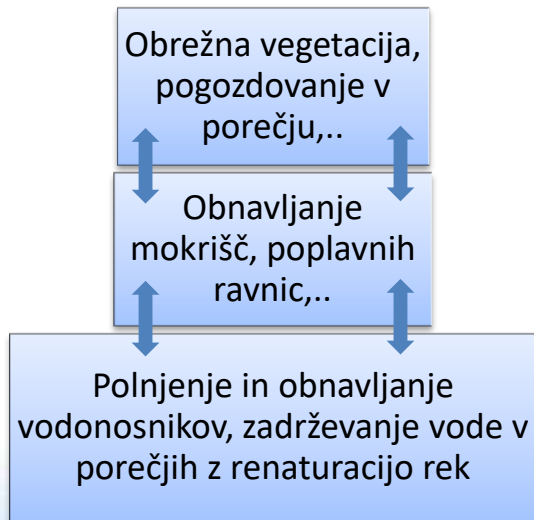 Obrežna vegetacija,
pogozdovanje v
porečju,..
Obnavljanje
mokrišč, poplavnih
ravnic,..
Polnjenje in obnavljanje
vodonosnikov, zadrževanje vode v
porečjih z renaturacijo rek